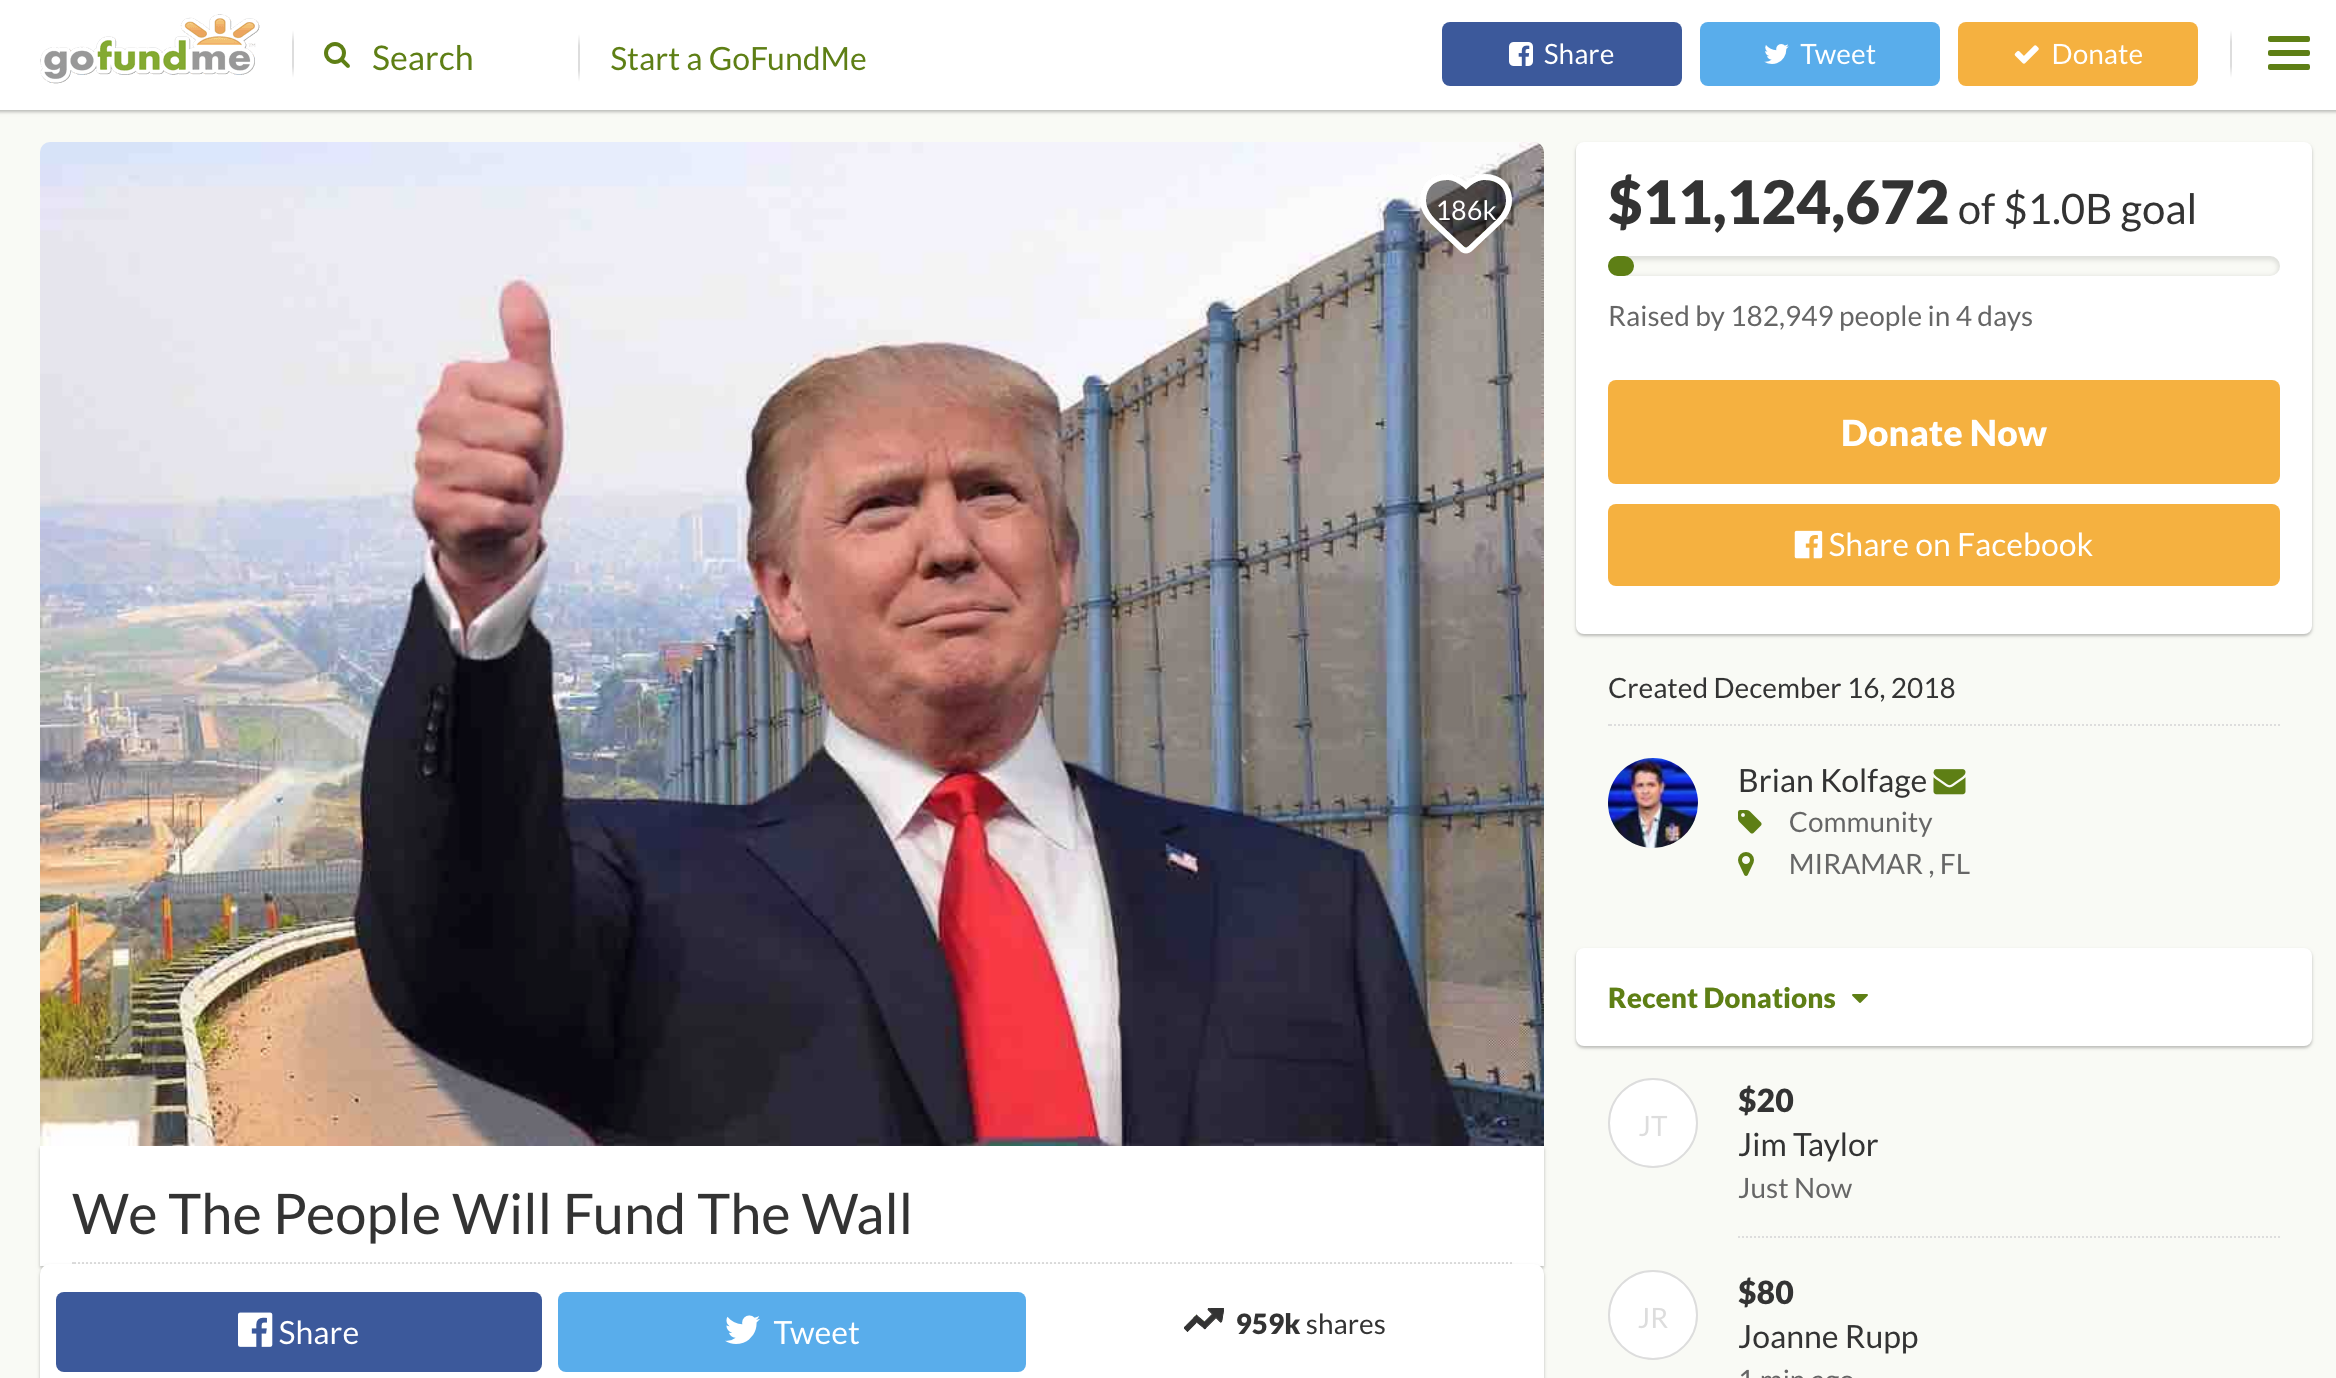 gofundme
Search
Start a GoFundMe
Share
Tweet
Donate
186k
$11,124,672 of $1.0B goal
Raised by 182,949 people in 4 days
Donate Now
Share on Facebook
Created December 16, 2018
Brian Kolfage
Community
MIRAMAR , FL
Recent Donations
JT
$20
Jim Taylor
Just Now
JR
$80
Joanne Rupp
1 min ago
We The People Will Fund The Wall
Share
Tweet
959k shares